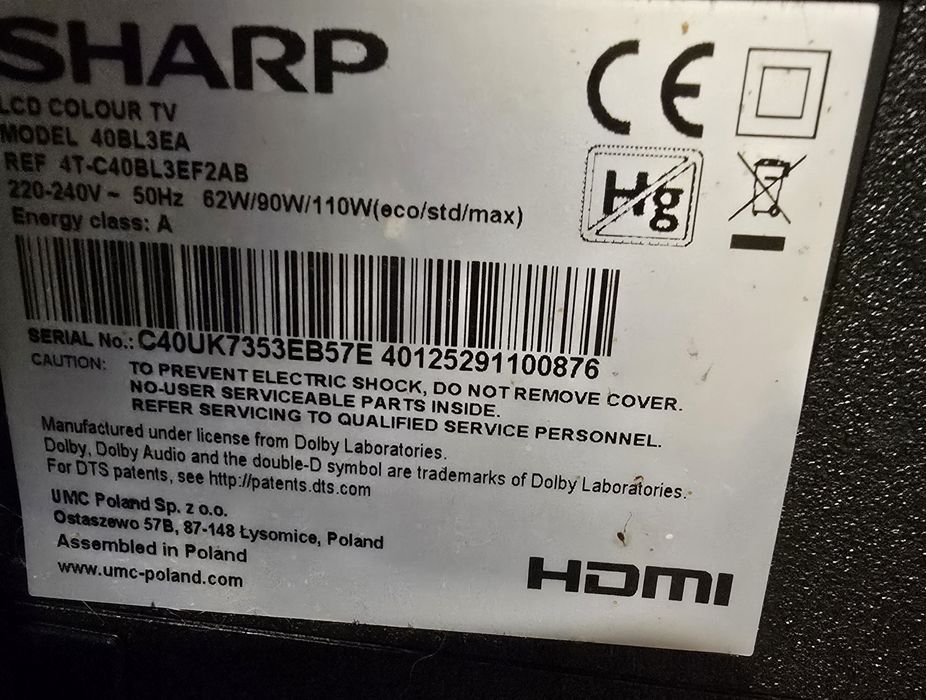 SHARP
LCD COLOUR TV
MODEL 40BL3EA
REF 4T-C40BL3EF2AB
220-240V ~ 50Hz 62W/90W/110W(eco/std/max)
Energy class: A
CE
Hg
SERIAL No.: C40UK7353EB57E 40125291100876
CAUTION: TO PREVENT ELECTRIC SHOCK, DO NOT REMOVE COVER.
NO-USER SERVICEABLE PARTS INSIDE.
REFER SERVICING TO QUALIFIED SERVICE PERSONNEL.
Manufactured under license from Dolby Laboratories.
Dolby, Dolby Audio and the double-D symbol are trademarks of Dolby Laboratories.
For DTS patents, see http://patents.dts.com
UMC Poland Sp. z o.o.
Ostaszewo 57B, 87-148 Łysomice, Poland
Assembled in Poland
www.umc-poland.com
HDMI